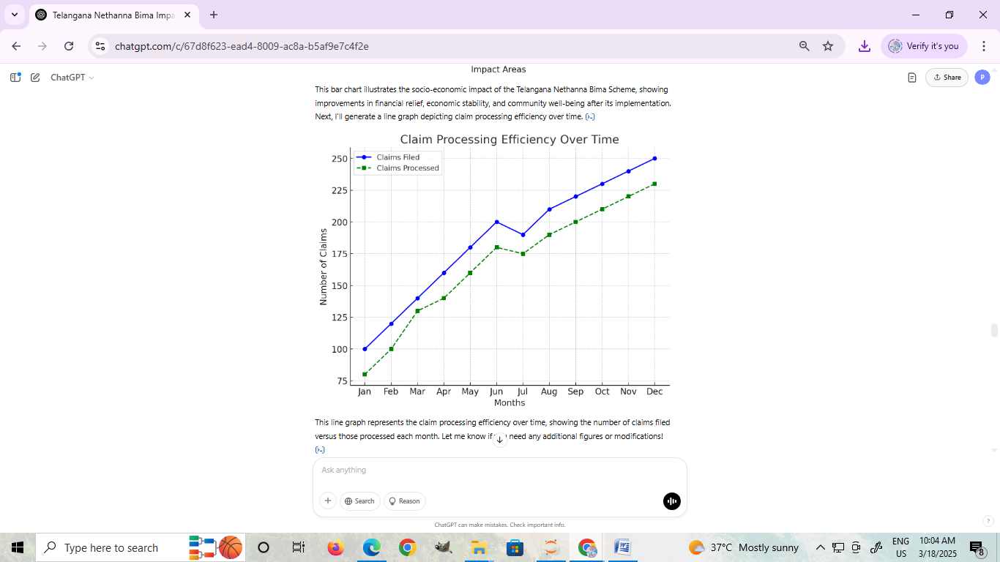 Telangana Nethanna Bima Impa
chatgpt.com/c/67d8f623-ead4-8009-ac8a-b5af9e7c4f2e
Verify it's you
ChatGPT
Share
P
Impact Areas
This bar chart illustrates the socio-economic impact of the Telangana Nethanna Bima Scheme, showing
improvements in financial relief, economic stability, and community well-being after its implementation.
Next, I'll generate a line graph depicting claim processing efficiency over time. [>-]
Claim Processing Efficiency Over Time
Claims Filed
Claims Processed
Number of Claims
250
225
200
175
150
125
100
75
Jan Feb Mar Apr May Jun Jul Aug Sep Oct Nov Dec
Months
This line graph represents the claim processing efficiency over time, showing the number of claims filed
versus those processed each month. Let me know if need any additional figures or modifications!
[>-]
Ask anything
Search
Reason
ChatGPT can make mistakes. Check important info.
?
Type here to search
37°C Mostly sunny
ENG
US
10:04 AM
3/18/2025
8